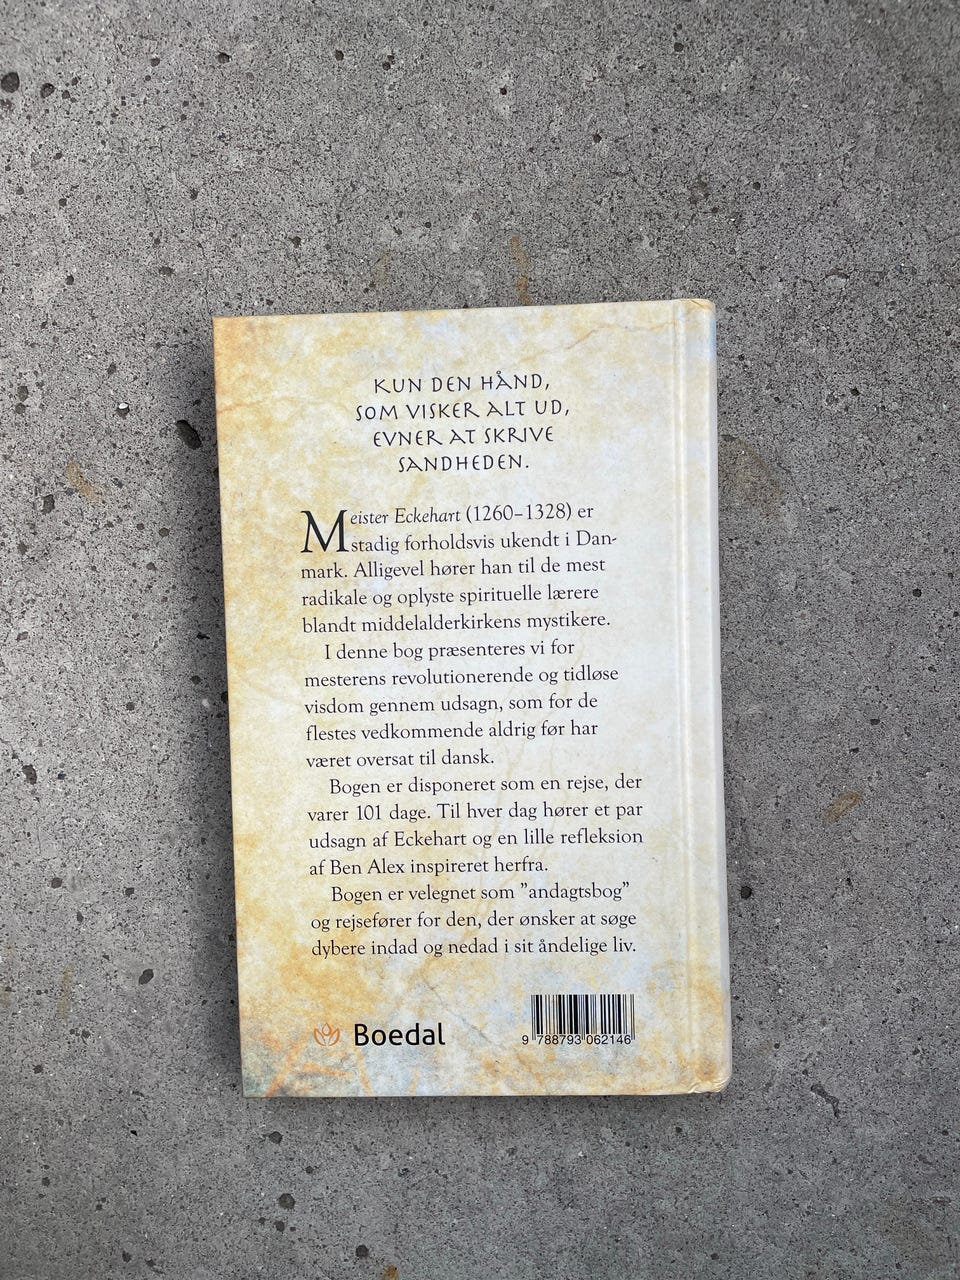 KUN DEN HÅND,
SOM VISKER ALT UD,
EVNER AT SKRIVE
SANDHEDEN.
Meister Eckehart (1260–1328) er
stadig forholdsvis ukendt i Dan-
mark. Alligevel hører han til de mest
radikale og oplyste spirituelle lærere
blandt middelalderkirkens mystikere.
I denne bog præsenteres vi for
mesterens revolutionerende og tidløse
visdom gennem udsagn, som for de
flestes vedkommende aldrig før har
været oversat til dansk.
Bogen er disponeret som en rejse, der
varer 101 dage. Til hver dag hører et par
udsagn af Eckehart og en lille refleksion
af Ben Alex inspireret herfra.
Bogen er velegnet som ”andagtsbog”
og rejsefører for den, der ønsker at søge
dybere indad og nedad i sit åndelige liv.
Boedal
9 788793 062146